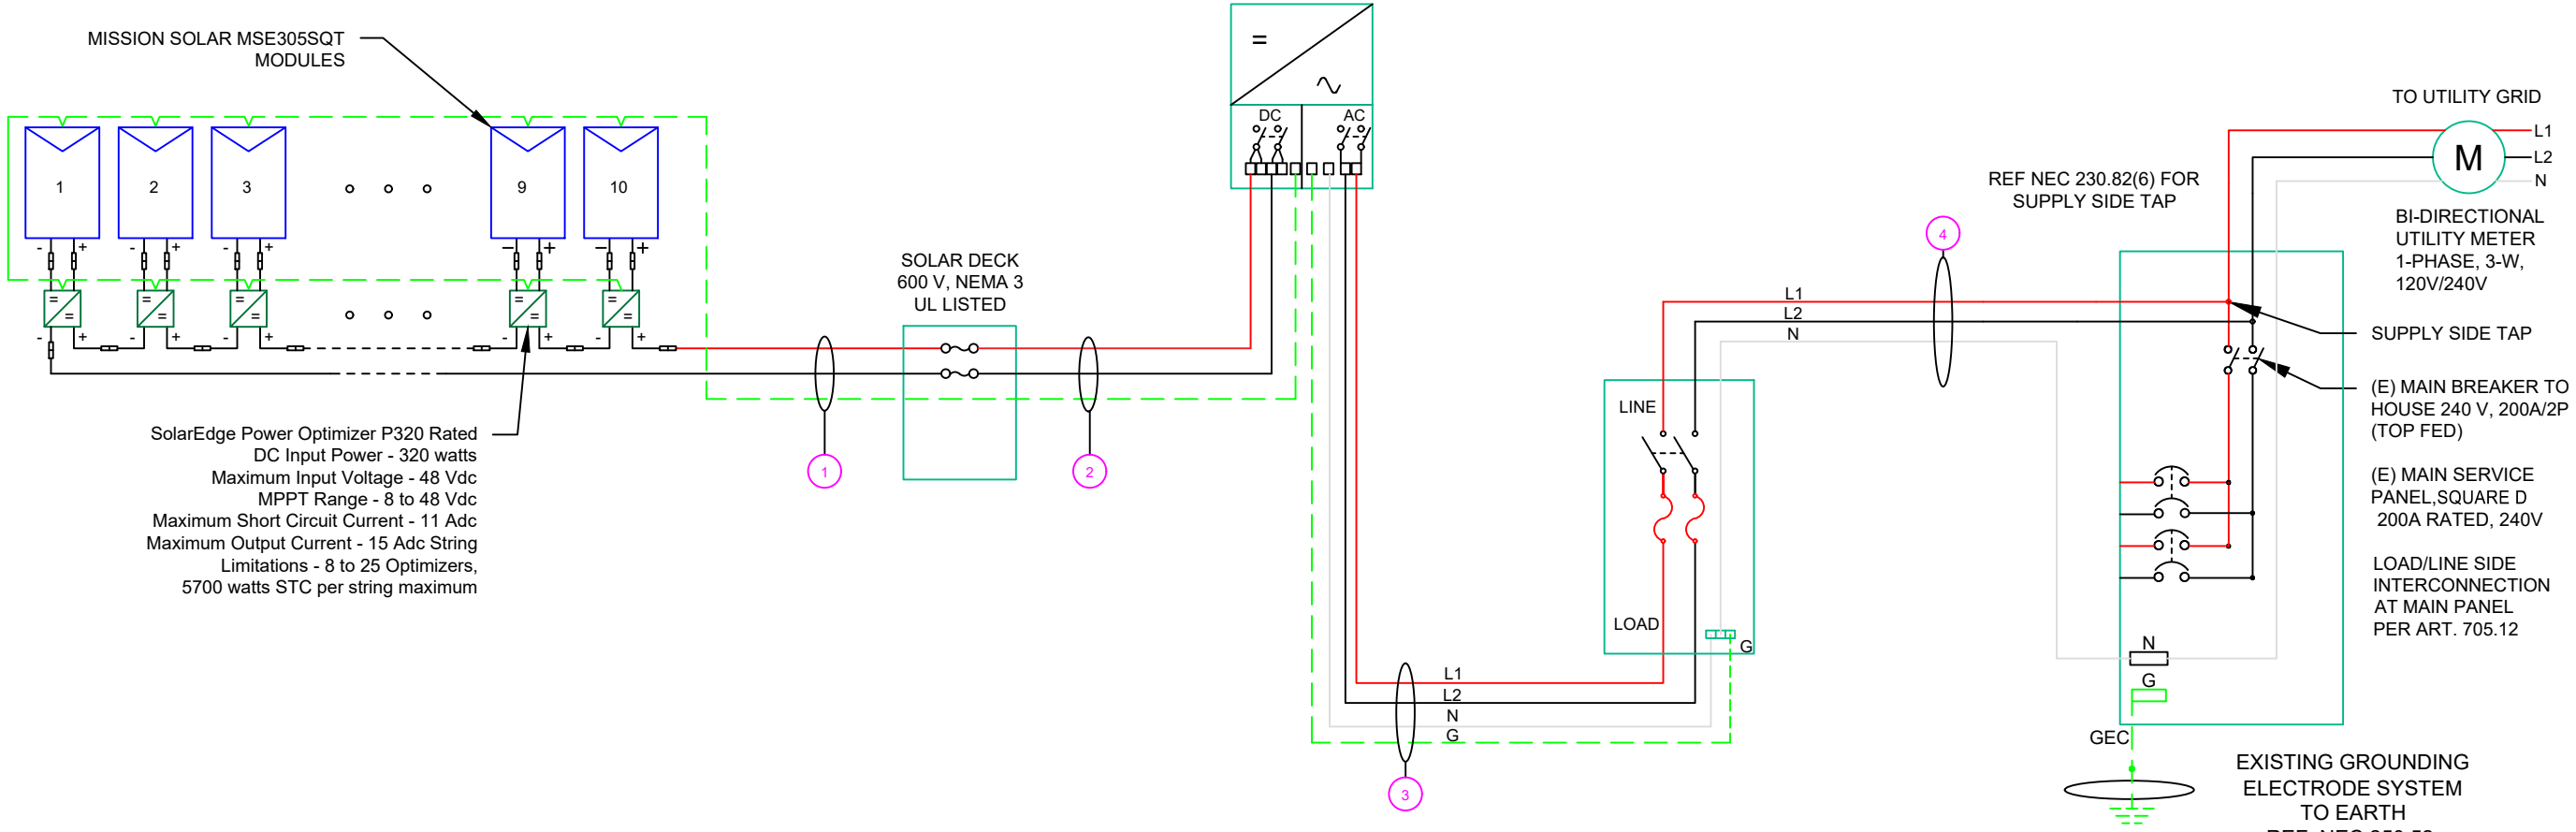 MISSION SOLAR MSE305SQT
MODULES
1
2
3
9
10
- +
- +
- +
- +
- +
=
=
=
=
=
=
=
=
=
=
- +
- +
- +
- +
- +
SolarEdge Power Optimizer P320 Rated
DC Input Power - 320 watts
Maximum Input Voltage - 48 Vdc
MPPT Range - 8 to 48 Vdc
Maximum Short Circuit Current - 11 Adc
Maximum Output Current - 15 Adc String
Limitations - 8 to 25 Optimizers,
5700 watts STC per string maximum
1
SOLAR DECK
600 V, NEMA 3
UL LISTED
2
=
DC
AC
L1
L2
N
G
3
LINE
LOAD
G
L1
L2
N
4
REF NEC 230.82(6) FOR
SUPPLY SIDE TAP
TO UTILITY GRID
M
L1
L2
N
BI-DIRECTIONAL
UTILITY METER
1-PHASE, 3-W,
120V/240V
SUPPLY SIDE TAP
(E) MAIN BREAKER TO
HOUSE 240 V, 200A/2P
(TOP FED)
(E) MAIN SERVICE
PANEL,SQUARE D
200A RATED, 240V
LOAD/LINE SIDE
INTERCONNECTION
AT MAIN PANEL
PER ART. 705.12
N
G
GEC
EXISTING GROUNDING
ELECTRODE SYSTEM
TO EARTH